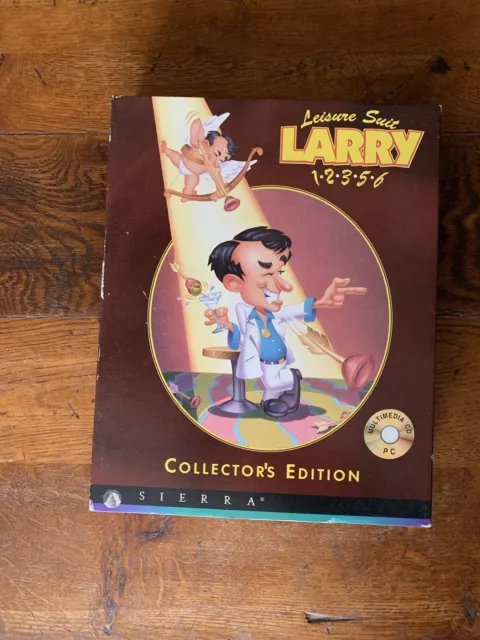 Leisure Suit
LARRY
1·2·3·5·6
MULTIMEDIA CD
PC
COLLECTOR'S EDITION
SIERRA®